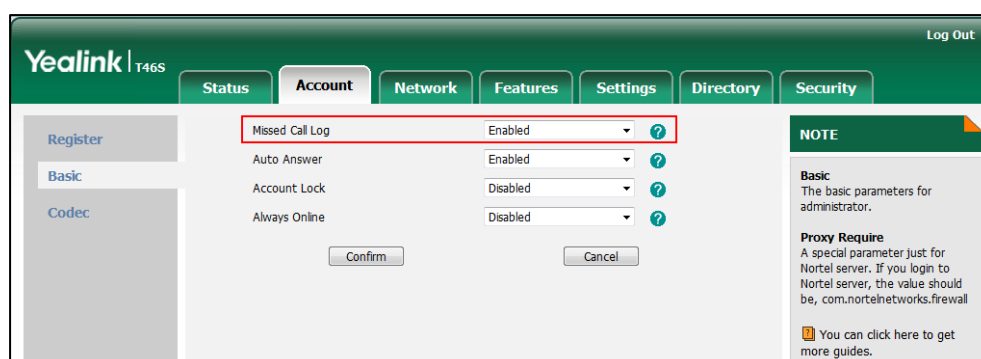 Log Out
Yealink | T46S
Status Account Network Features Settings Directory Security
Register
Basic
Codec
Missed Call Log Enabled ?
Auto Answer Enabled ?
Account Lock Disabled ?
Always Online Disabled ?
Confirm Cancel
NOTE
Basic
The basic parameters for
administrator.
Proxy Require
A special parameter just for
Nortel server. If you login to
Nortel server, the value should
be, com.nortelnetworks.firewall
? You can click here to get
more guides.